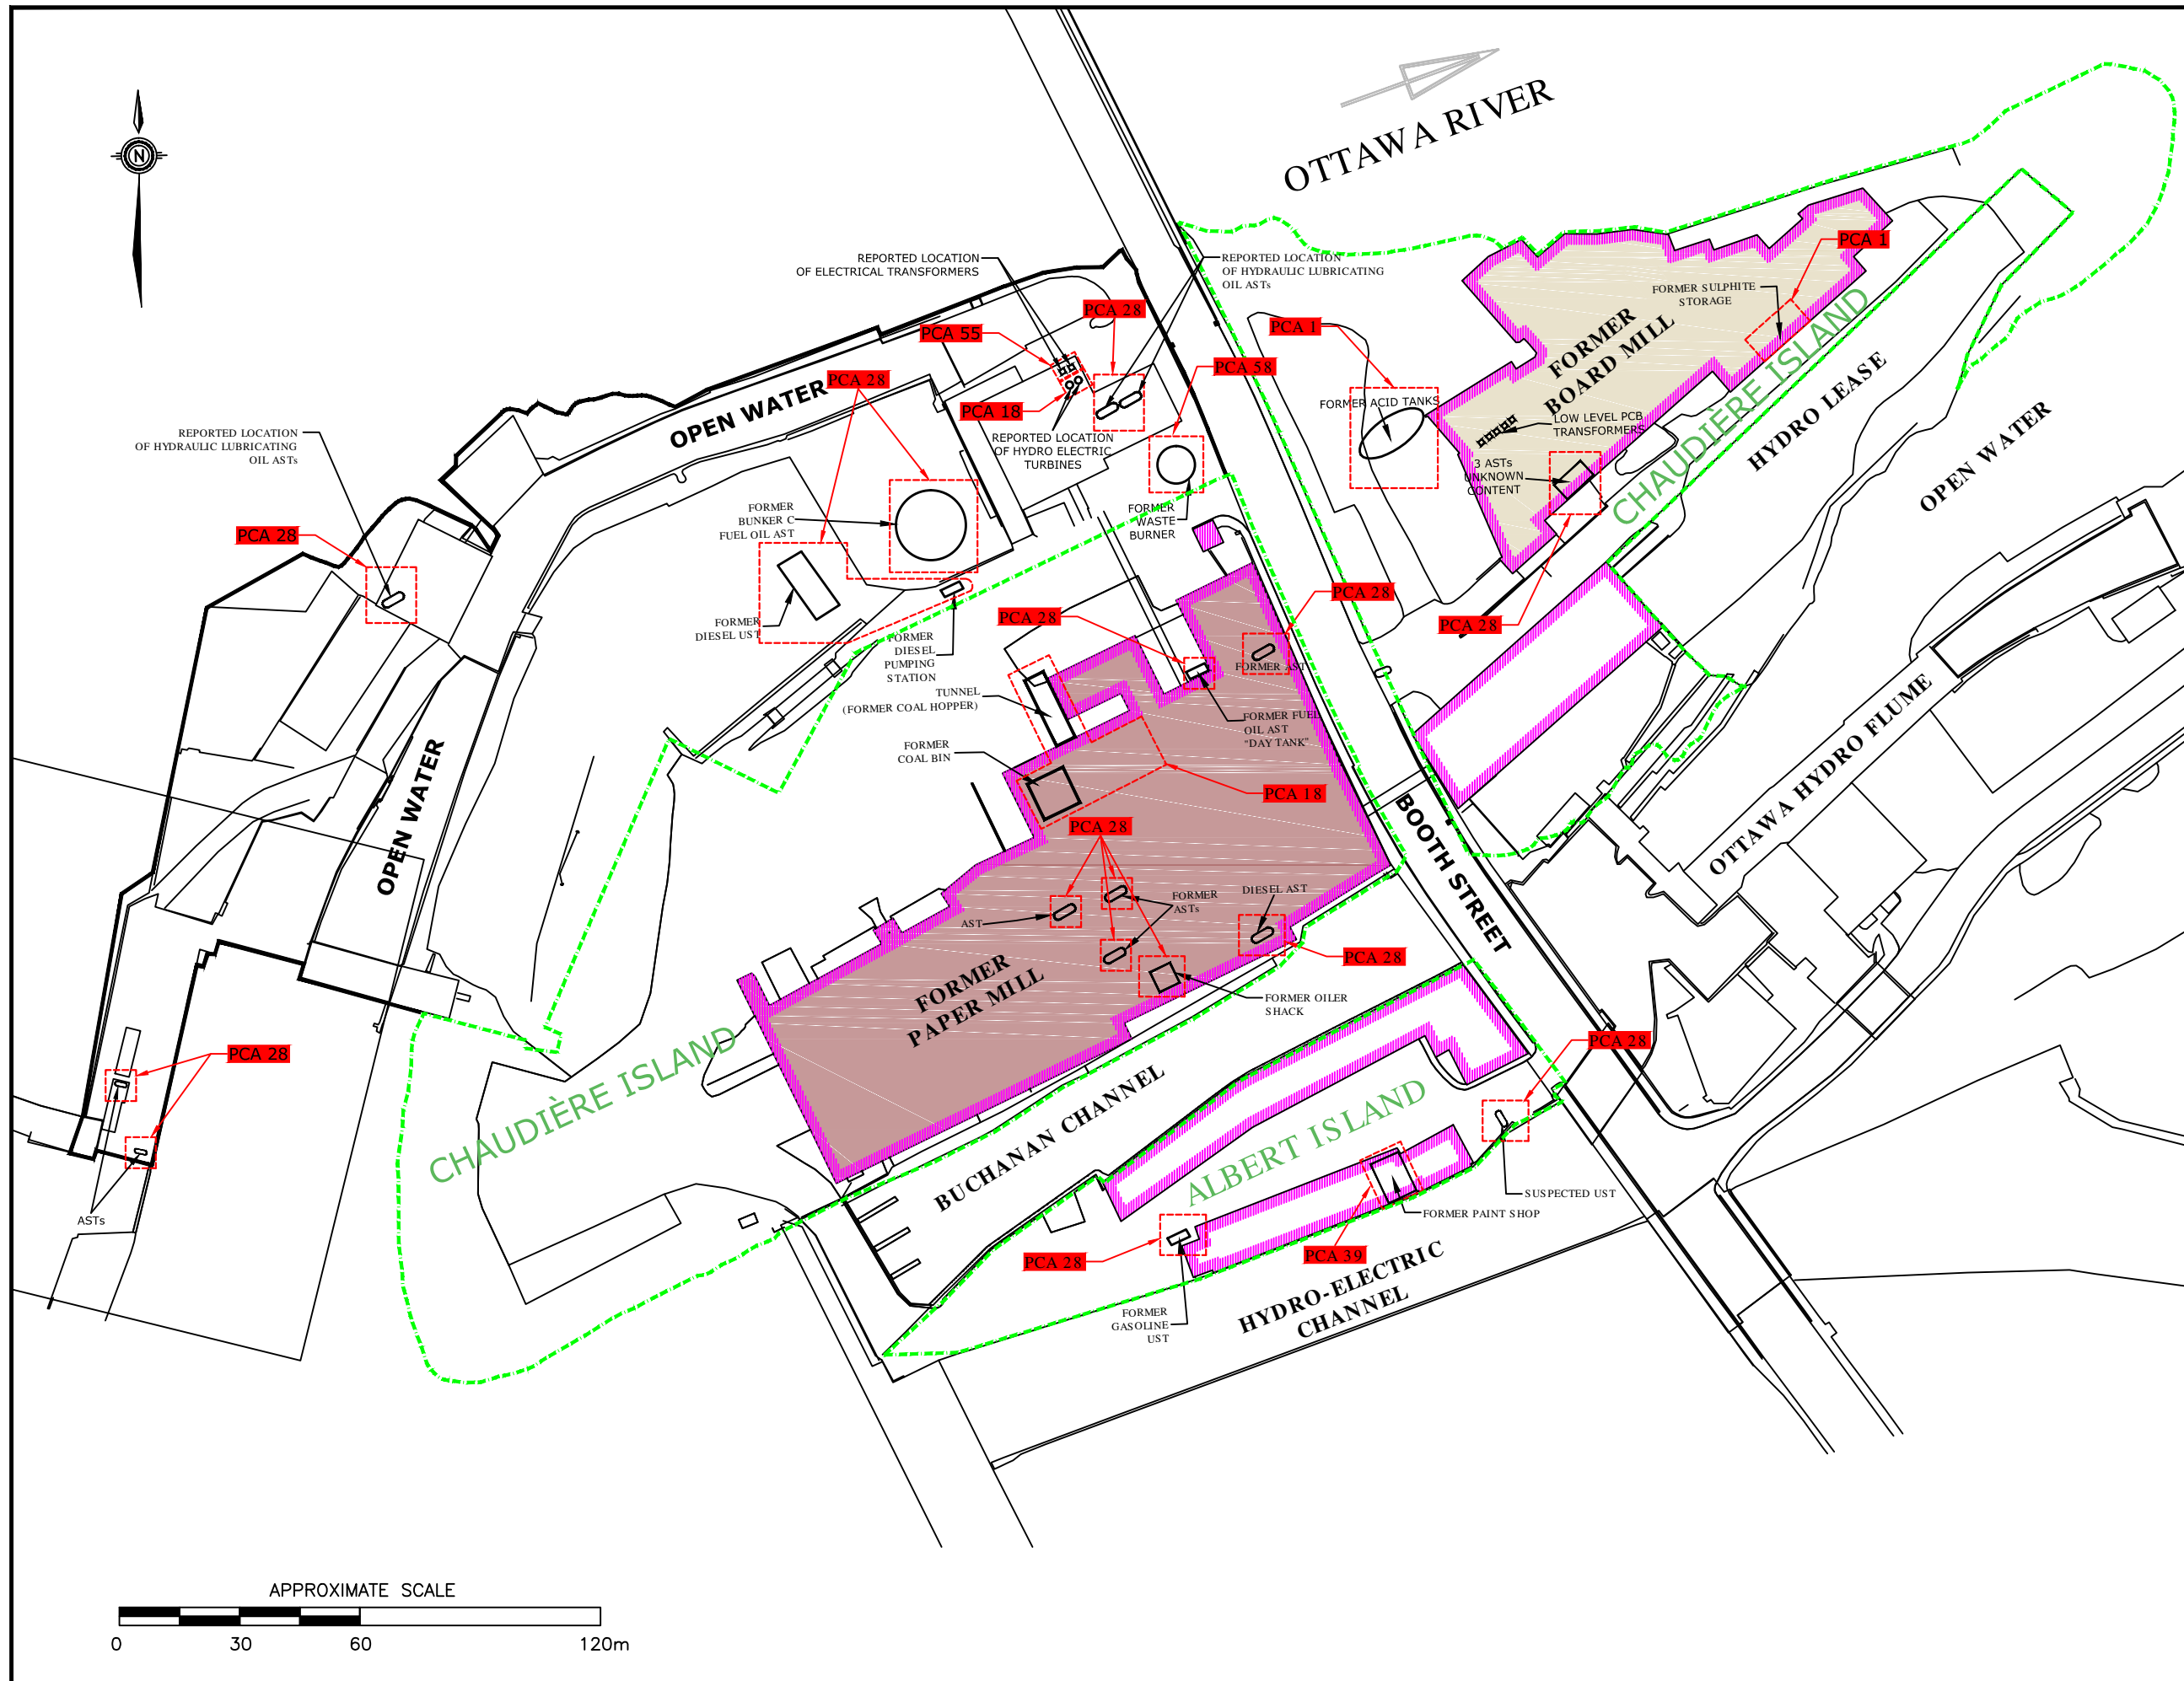 N
OTTAWA RIVER
REPORTED LOCATION
OF ELECTRICAL TRANSFORMERS
REPORTED LOCATION
OF HYDRAULIC LUBRICATING
OIL ASTs
PCA 1
FORMER SULPHITE
STORAGE
PCA 28
PCA 55
PCA 1
PCA 58
PCA 28
PCA 18
FORMER
BOARD MILL
CHAUDIÈRE ISLAND
HYDRO LEASE
OPEN WATER
OPEN WATER
FORMER ACID TANKS
LOW LEVEL PCB
TRANSFORMERS
REPORTED LOCATION
OF HYDRO ELECTRIC
TURBINES
REPORTED LOCATION
OF HYDRAULIC LUBRICATING
OIL ASTs
3 ASTs
UNKNOWN
CONTENT
PCA 28
FORMER
BUNKER C
FUEL OIL AST
FORMER
WASTE
BURNER
PCA 28
PCA 28
PCA 28
FORMER
DIESEL UST
FORMER
DIESEL
PUMPING
STATION
FORMER AST
TUNNEL
(FORMER COAL HOPPER)
FORMER FUEL
OIL AST
"DAY TANK"
FORMER
COAL BIN
PCA 18
PCA 28
OPEN WATER
BOOTH STREET
OTTAWA HYDRO FLUME
AST
FORMER
ASTs
DIESEL AST
PCA 28
FORMER
PAPER MILL
FORMER OILER
SHACK
PCA 28
PCA 28
CHAUDIÈRE ISLAND
BUCHANAN CHANNEL
ALBERT ISLAND
ASTs
SUSPECTED UST
FORMER PAINT SHOP
PCA 28
PCA 39
HYDRO-ELECTRIC
CHANNEL
FORMER
GASOLINE
UST
APPROXIMATE SCALE
0 30 60 120m